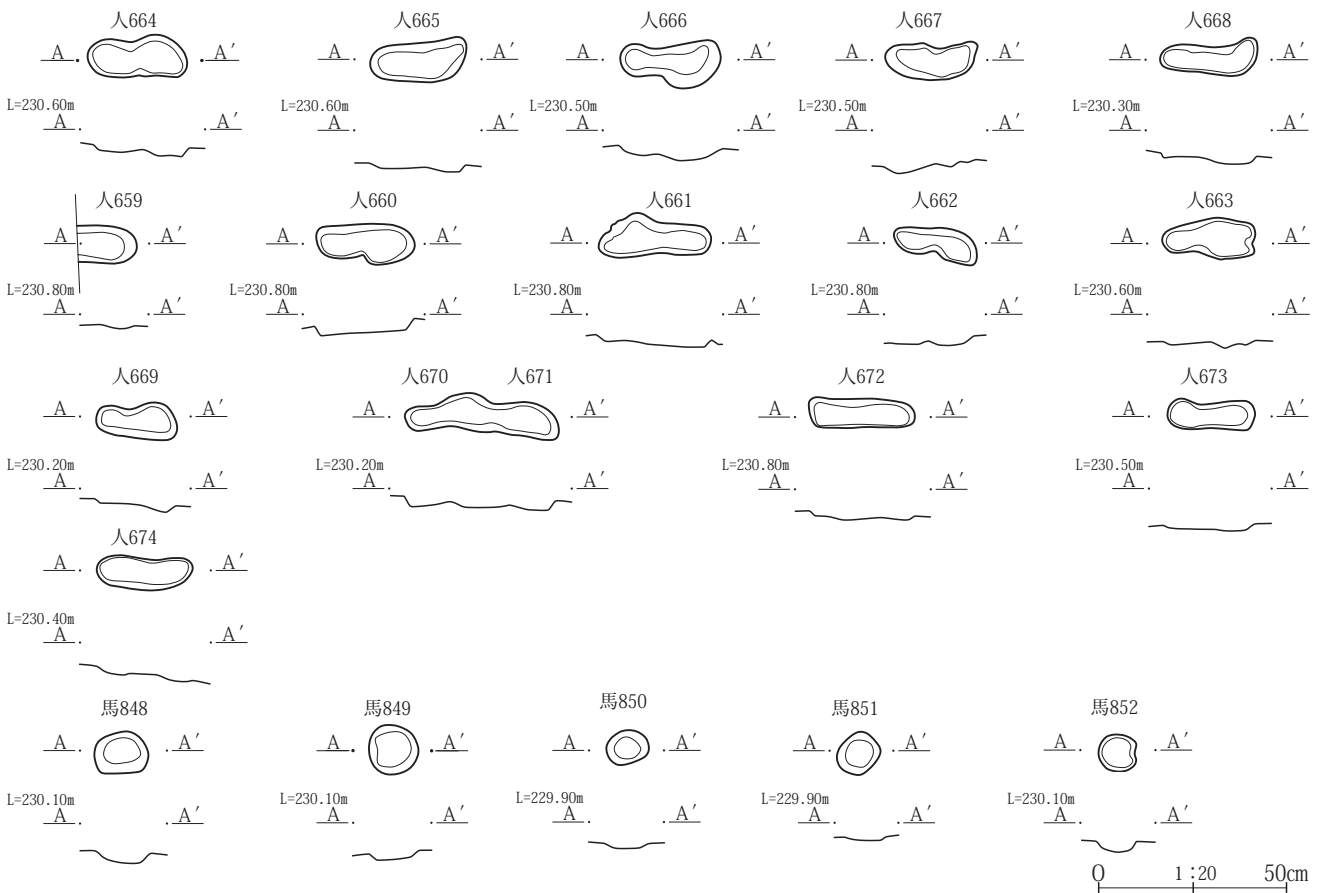 人664 人665 人666 人667 人668
A A′ A A′ A A′ A A′ A A′
L=230.60m L=230.60m L=230.50m L=230.50m L=230.30m
A A′ A A′ A A′ A A′ A A′
人659 人660 人661 人662 人663
A A′ A A′ A A′ A A′ A A′
L=230.80m L=230.80m L=230.80m L=230.80m L=230.60m
A A′ A A′ A A′ A A′ A A′
人669 人670 人671 人672 人673
A A′ A A′ A A′ A A′
L=230.20m L=230.20m L=230.80m L=230.50m
A A′ A A′ A A′ A A′
人674
A A′
L=230.40m
A A′
馬848 馬849 馬850 馬851 馬852
A A′ A A′ A A′ A A′ A A′
L=230.10m L=230.10m L=229.90m L=229.90m L=230.10m
A A′ A A′ A A′ A A′ A A′
0 1:20 50cm